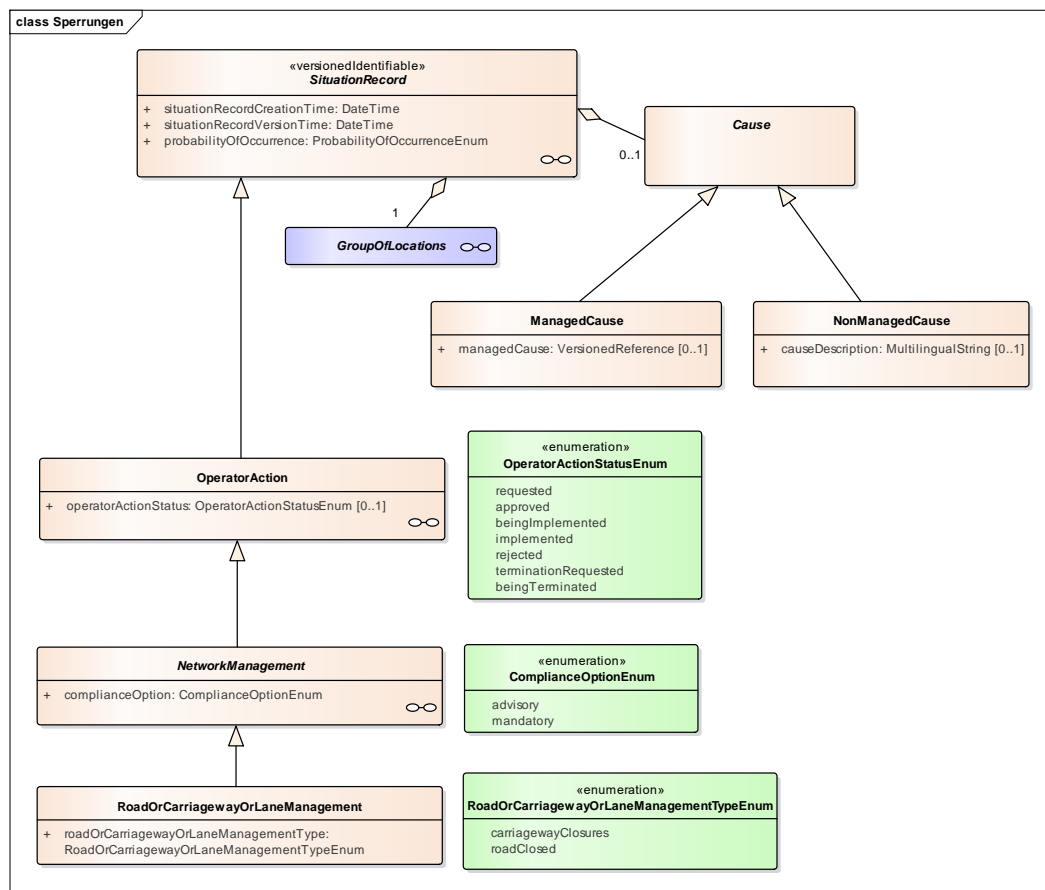 class Sperrungen
«versionedIdentifiable»
SituationRecord
+ situationRecordCreationTime: DateTime
+ situationRecordVersionTime: DateTime
+ probabilityOfOccurrence: ProbabilityOfOccurrenceEnum
Cause
0..1
1
GroupOfLocations
ManagedCause
+ managedCause: VersionedReference [0..1]
NonManagedCause
+ causeDescription: MultilingualString [0..1]
OperatorAction
+ operatorActionStatus: OperatorActionStatusEnum [0..1]
«enumeration»
OperatorActionStatusEnum
requested
approved
beingImplemented
implemented
rejected
terminationRequested
beingTerminated
NetworkManagement
+ complianceOption: ComplianceOptionEnum
«enumeration»
ComplianceOptionEnum
advisory
mandatory
RoadOrCarriagewayOrLaneManagement
+ roadOrCarriagewayOrLaneManagementType:
RoadOrCarriagewayOrLaneManagementTypeEnum
«enumeration»
RoadOrCarriagewayOrLaneManagementTypeEnum
carriagewayClosures
roadClosed